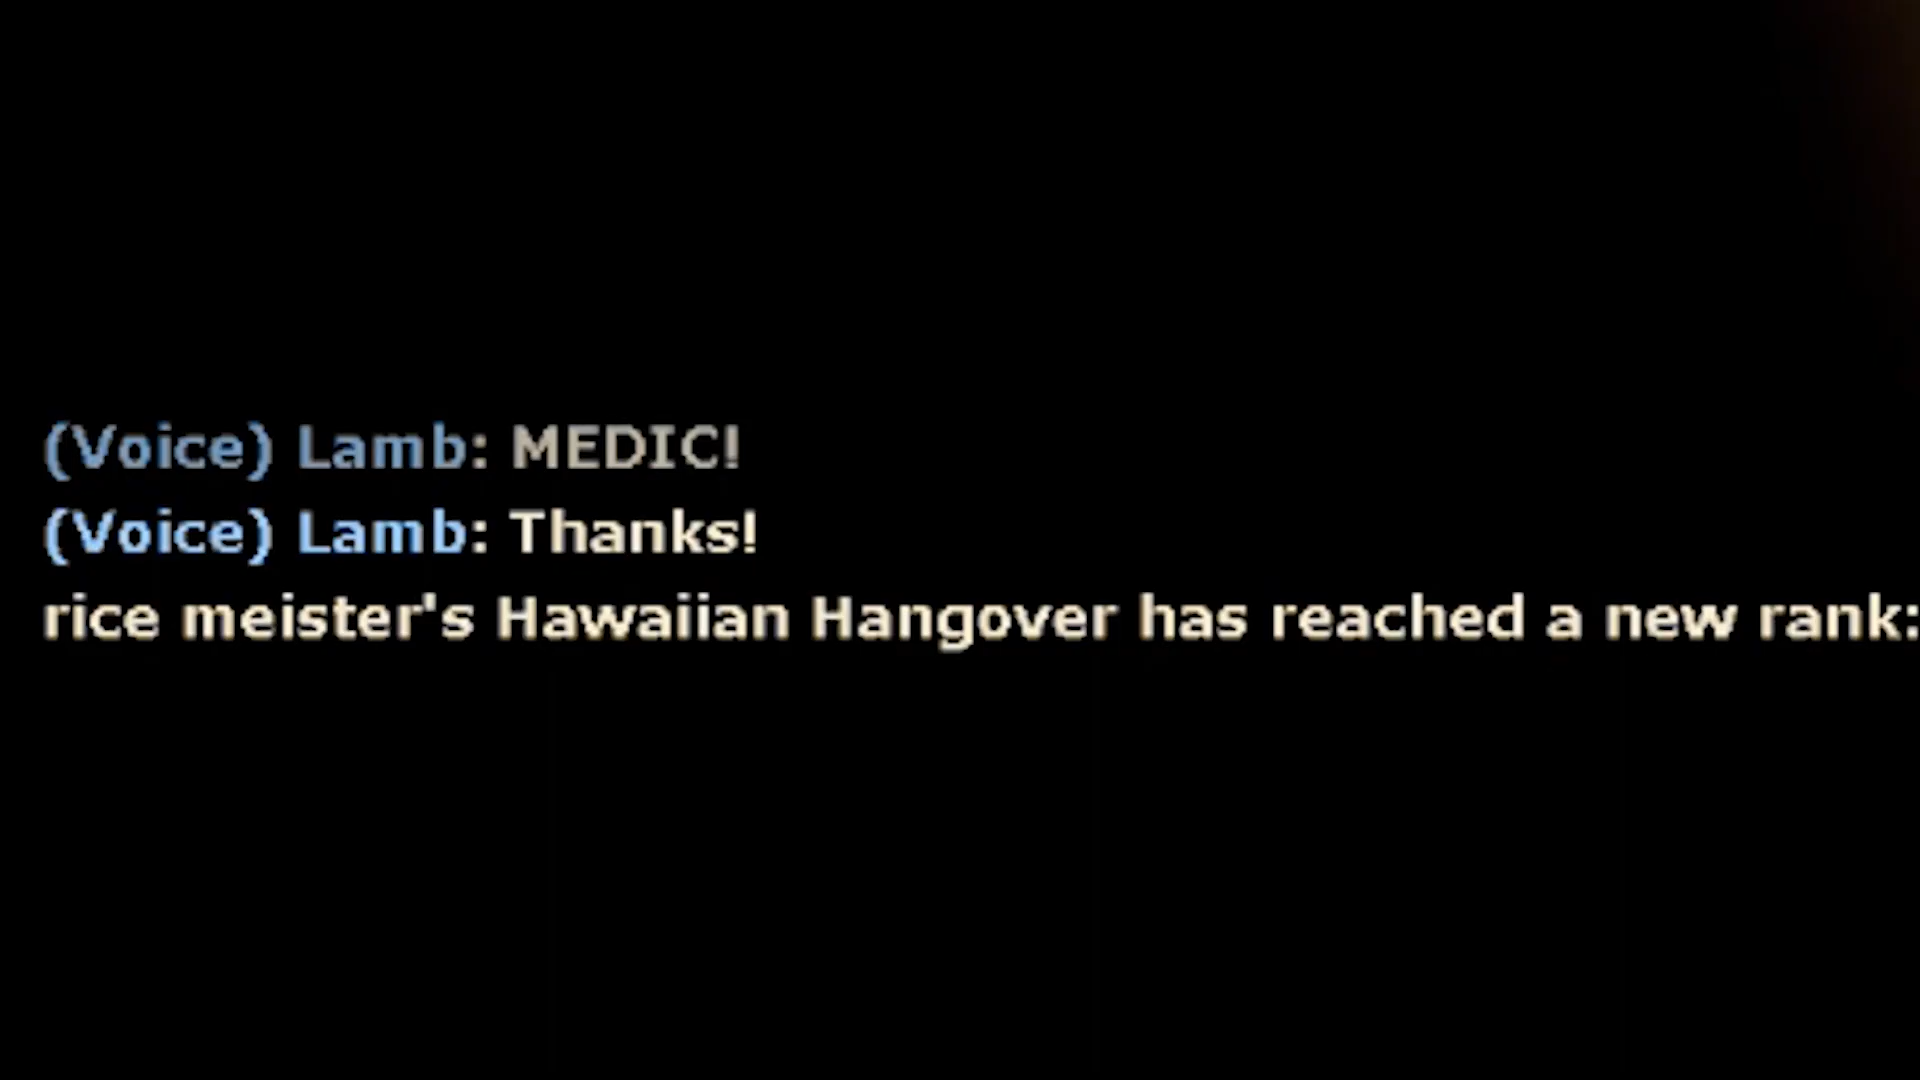 (Voice) Lamb: MEDIC!
(Voice) Lamb: Thanks!
rice meister's Hawaiian Hangover has reached a new rank: